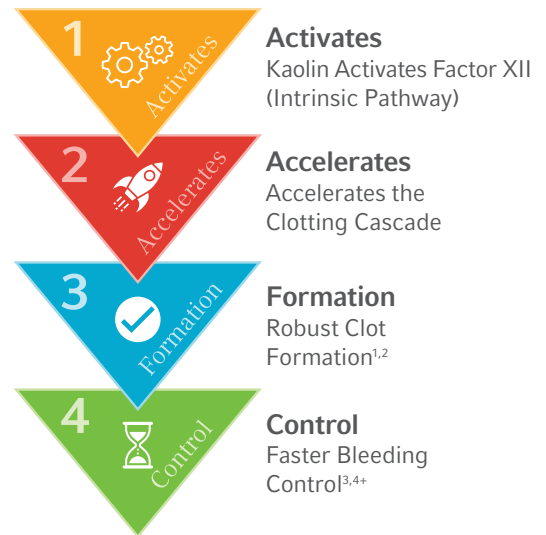 1
Activates
Activates
Kaolin Activates Factor XII
(Intrinsic Pathway)
2
Accelerates
Accelerates
Accelerates the
Clotting Cascade
3
Formation
Formation
Robust Clot
Formation1,2
4
Control
Control
Faster Bleeding
Control3,4+